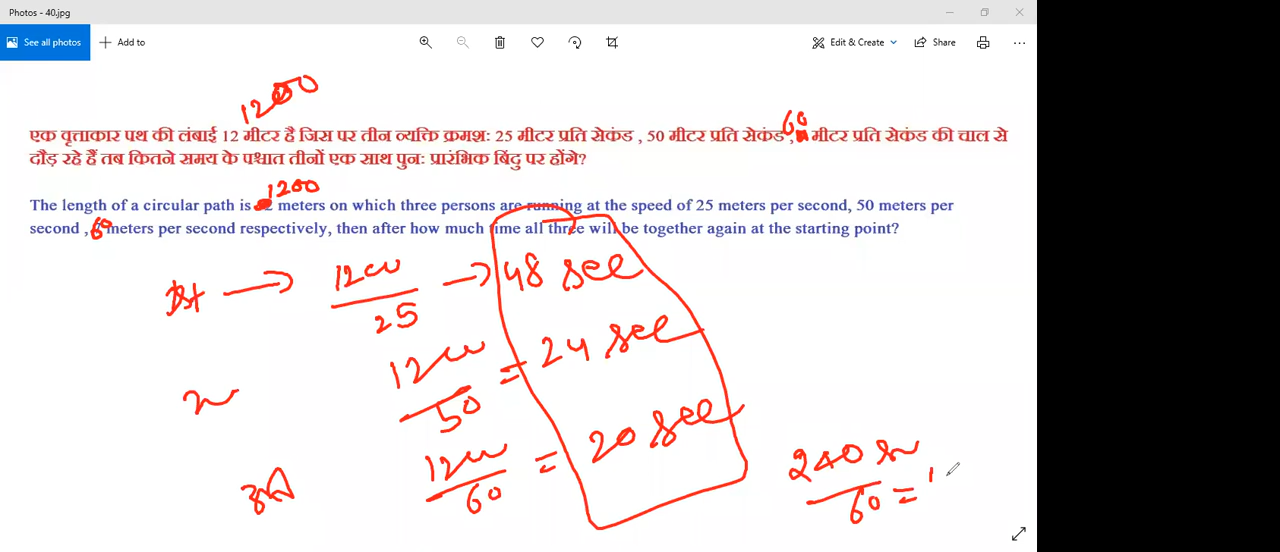 Photos - 40.jpg
See all photos
Add to
Edit & Create
Share
1200
60
एक वृत्ताकार पथ की लंबाई 12 मीटर है जिस पर तीन व्यक्ति क्रमशः 25 मीटर प्रति सेकंड , 50 मीटर प्रति सेकंड , मीटर प्रति सेकंड की चाल से
दौड़ रहे हैं तब कितने समय के पश्चात तीनों एक साथ पुनः प्रारंभिक बिंदु पर होंगे?
1200
The length of a circular path is meters on which three persons are running at the speed of 25 meters per second, 50 meters per
second , 60 meters per second respectively, then after how much time all three will be together again at the starting point?
1200
25
48 sec
1200
50
= 24 sec
3rd
1200
60
= 20 sec
240
60
=